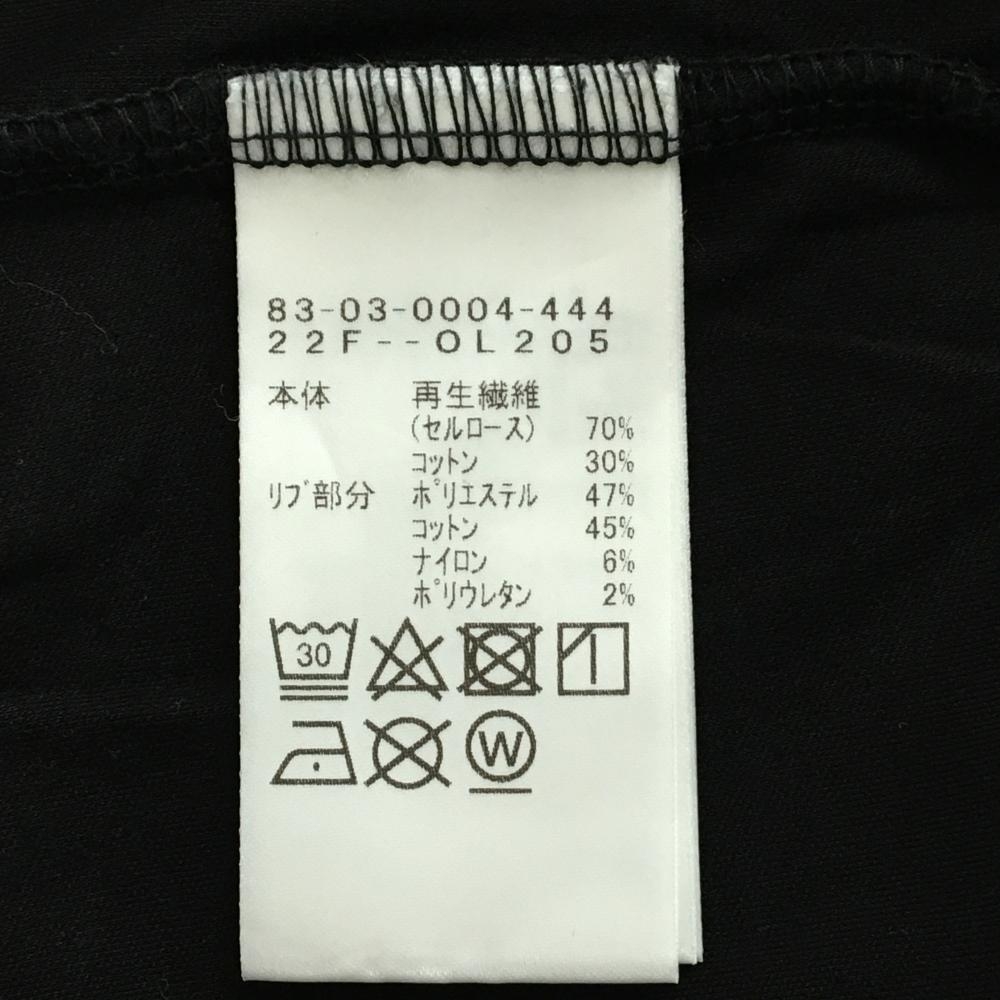 83-03-0004-444
22F--OL205
本体 再生繊維
(セルロース) 70%
コットン 30%
リブ部分 ポリエステル 47%
コットン 45%
ナイロン 6%
ポリウレタン 2%
30
W